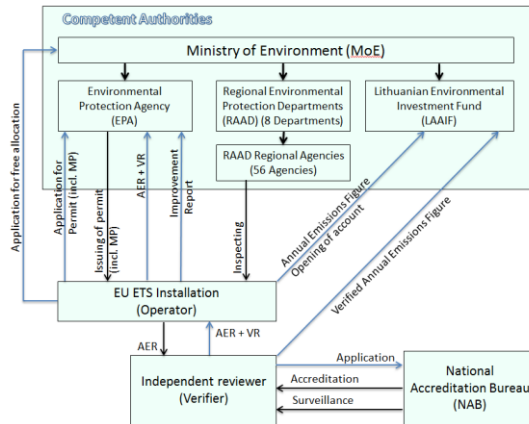 Competent Authorities
Ministry of Environment (MoE)
Environmental
Protection Agency
(EPA)
Regional Environmental
Protection Departments
(RAAD) (8 Departments)
Lithuanian Environmental
Investment Fund
(LAAIF)
RAAD Regional Agencies
(56 Agencies)
Application for free allocation
Application for
Permit (incl. MP)
Issuing of permit
(incl. MP)
AER + VR
Improvement
Report
Inspecting
Annual Emissions Figure
Opening of account
Verified Annual Emissions Figure
EU ETS Installation
(Operator)
AER
AER + VR
Independent reviewer
(Verifier)
Application
Accreditation
Surveillance
National
Accreditation Bureau
(NAB)